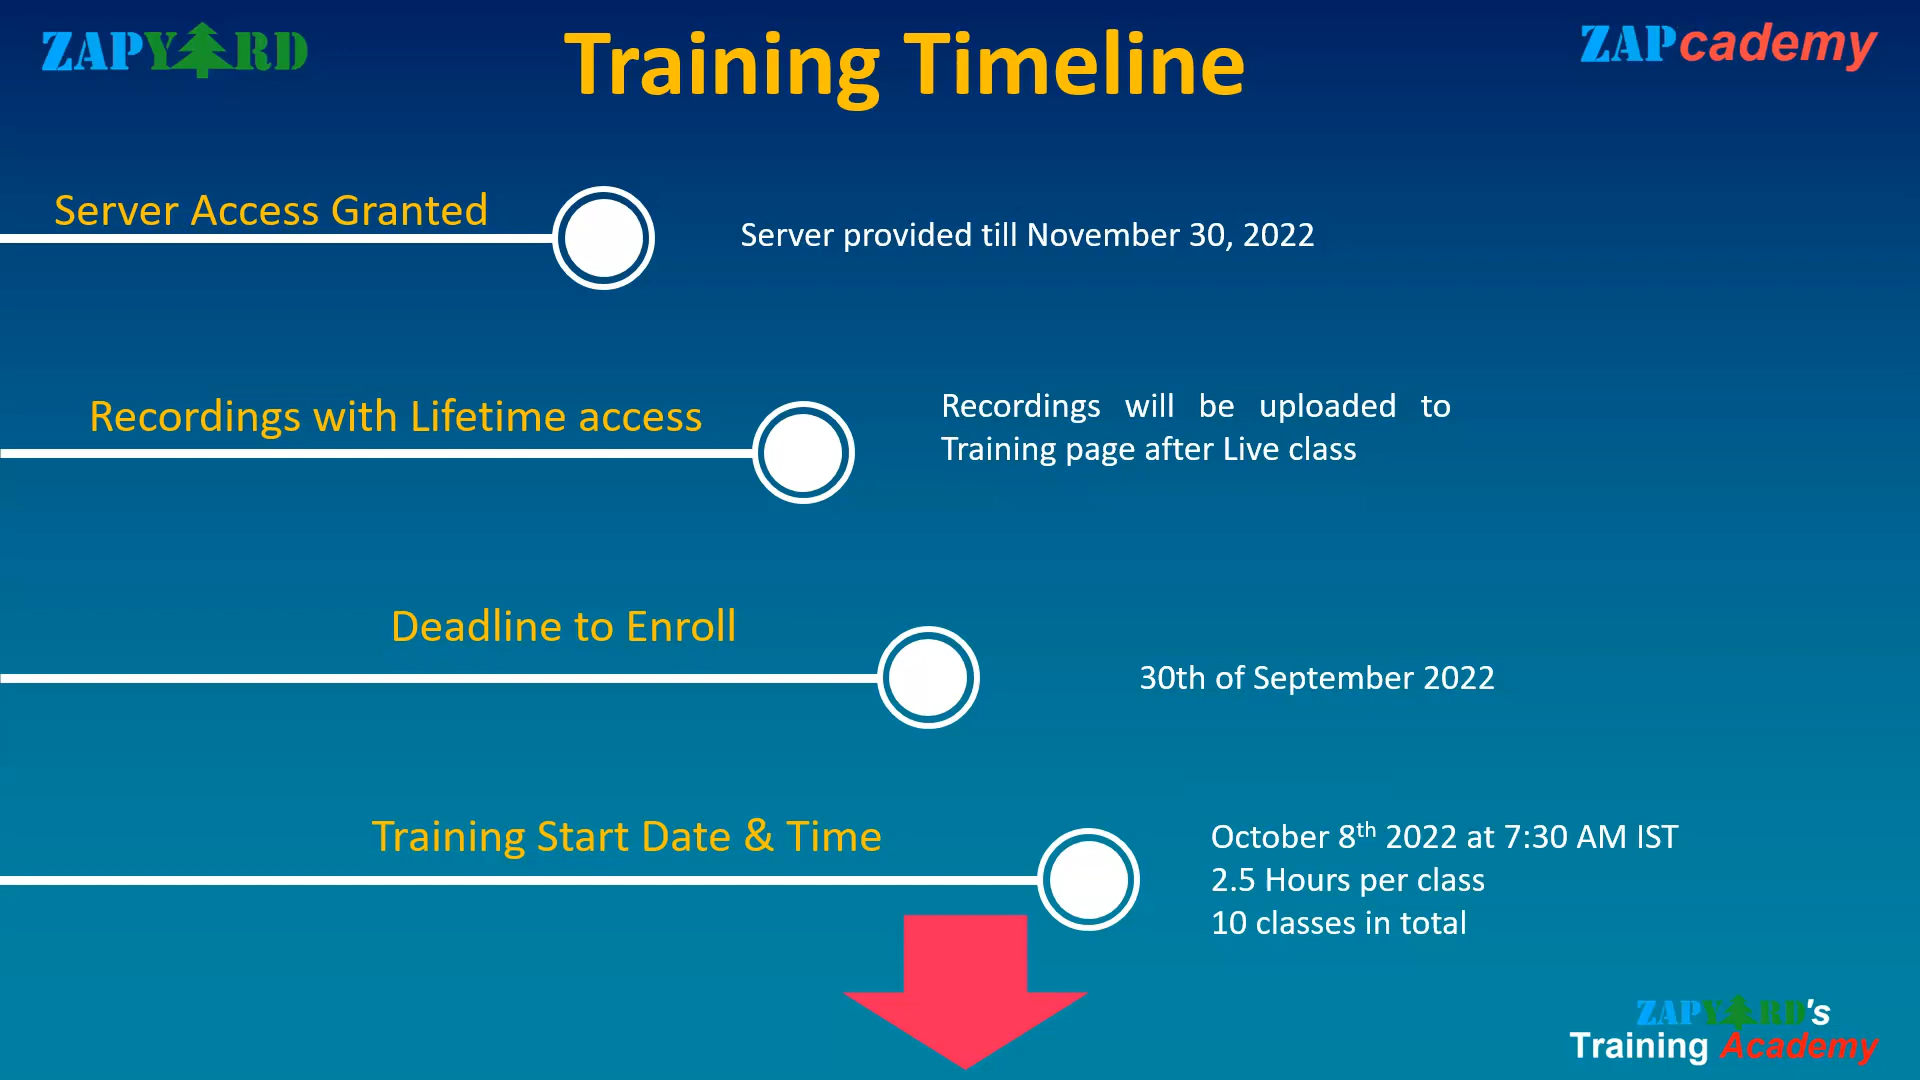 ZAPYARD
Training Timeline
ZAPcademy
Server Access Granted
Server provided till November 30, 2022
Recordings with Lifetime access
Recordings will be uploaded to
Training page after Live class
Deadline to Enroll
30th of September 2022
Training Start Date & Time
October 8th 2022 at 7:30 AM IST
2.5 Hours per class
10 classes in total
ZAPYARD's
Training Academy